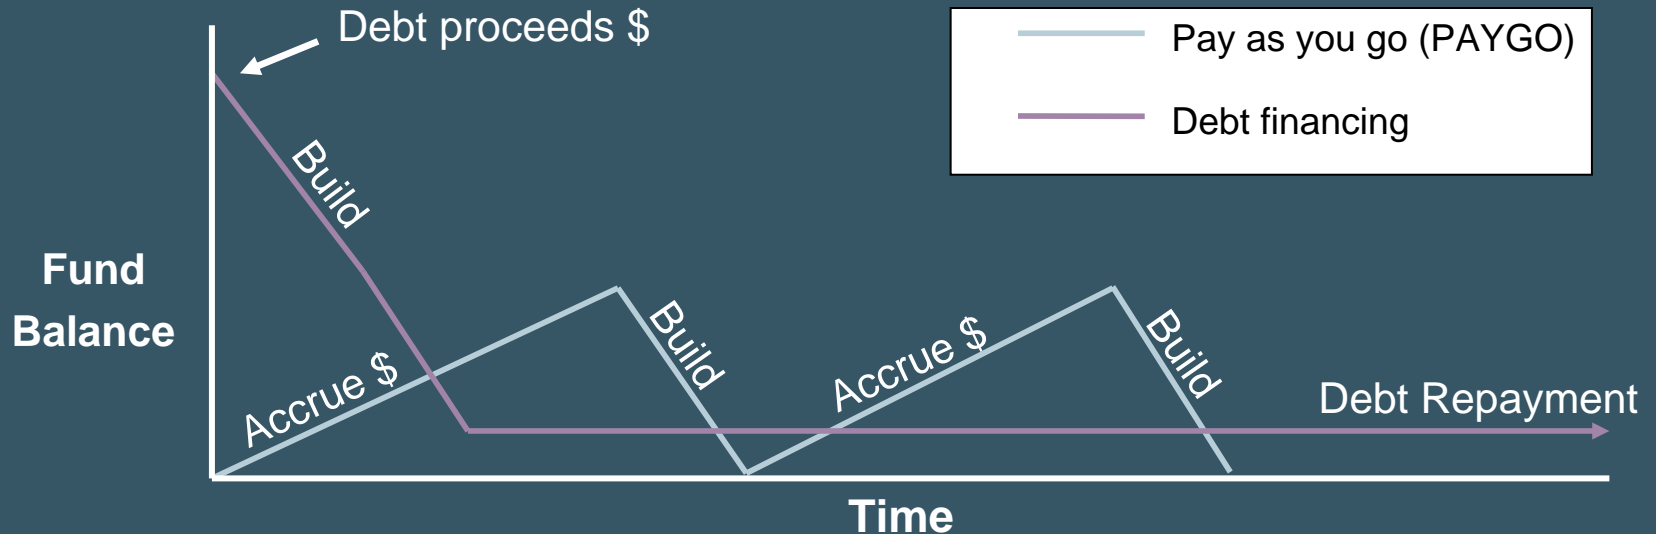 Debt proceeds $
Pay as you go (PAYGO)
Debt financing
Build
Fund
Balance
Accrue $
Build
Accrue $
Build
Debt Repayment
Time